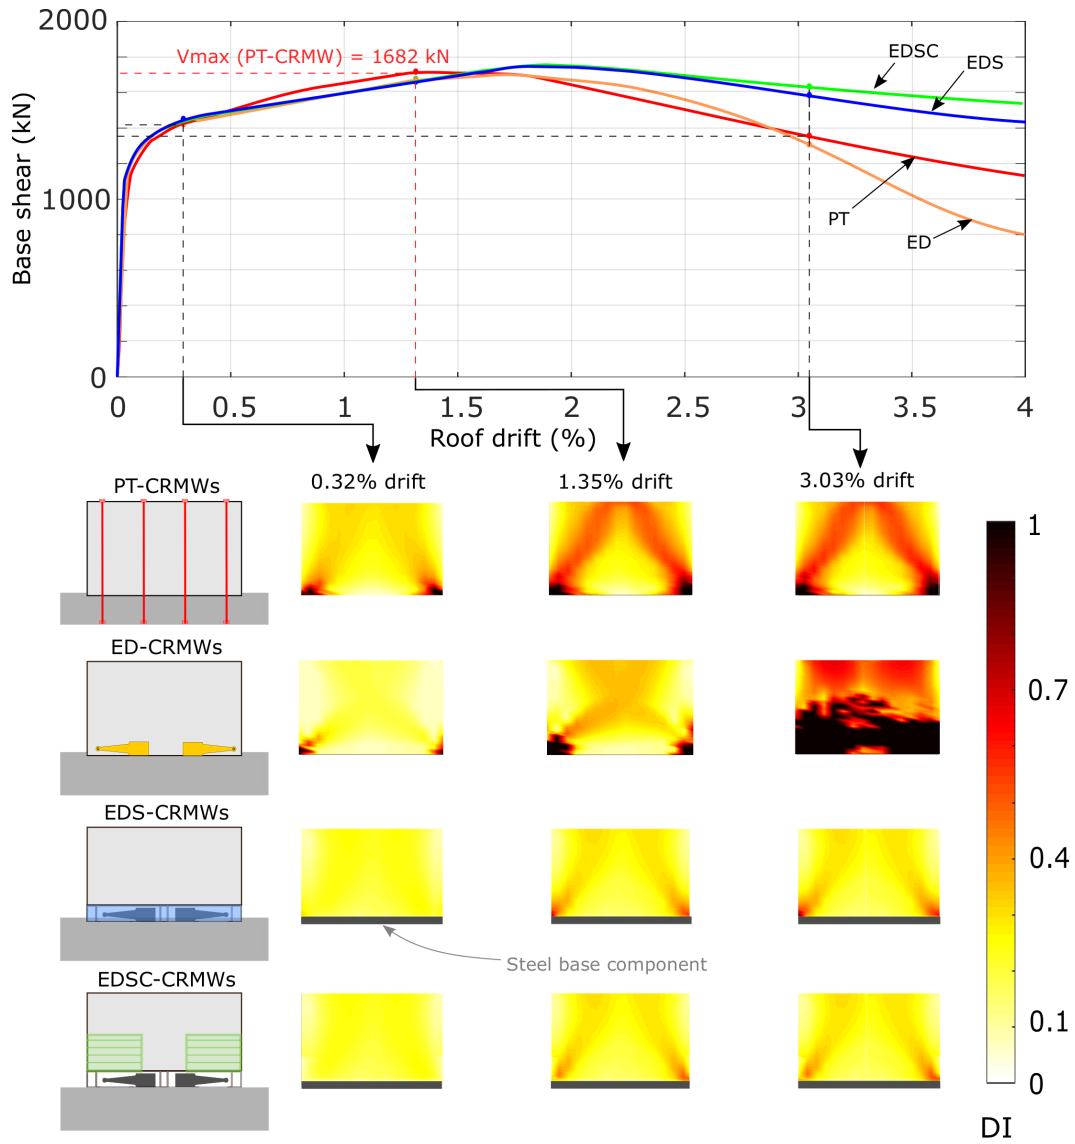 2000
Vmax (PT-CRMW) = 1682 kN
EDSC
EDS
1000
Base shear (kN)
PT
ED
0
0 0.5 1 1.5 2 2.5 3 3.5 4
Roof drift (%)
PT-CRMWs
0.32% drift
1.35% drift
3.03% drift
1
ED-CRMWs
0.7
EDS-CRMWs
0.4
Steel base component
EDSC-CRMWs
0.1
0
DI